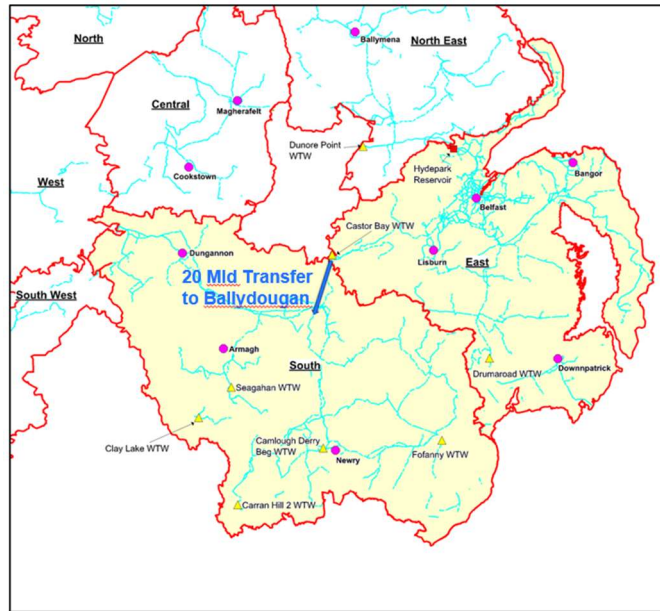 North
North East
Ballymena
Central
Magherafelt
Dunore Point
WTW
Hydepark
Reservoir
Cookstown
Bangor
West
Belfast
Castor Bay WTW
Dungannon
Lisburn
East
20 Mld Transfer
to Ballydougan
South West
Armagh
South
Drumaroad WTW
Downnpatrick
Seagahan WTW
Clay Lake WTW
Camlough Derry
Beg WTW
Newry
Fofanny WTW
Carran Hill 2 WTW